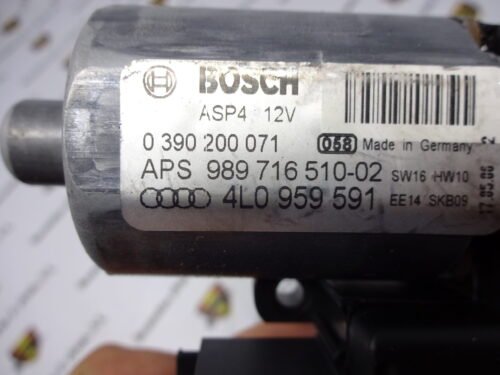 BOSCH
ASP4 12V
0 390 200 071 058 Made in Germany
APS 989 716 510-02 SW16 HW10
4L0 959 591 EE14 SKB09